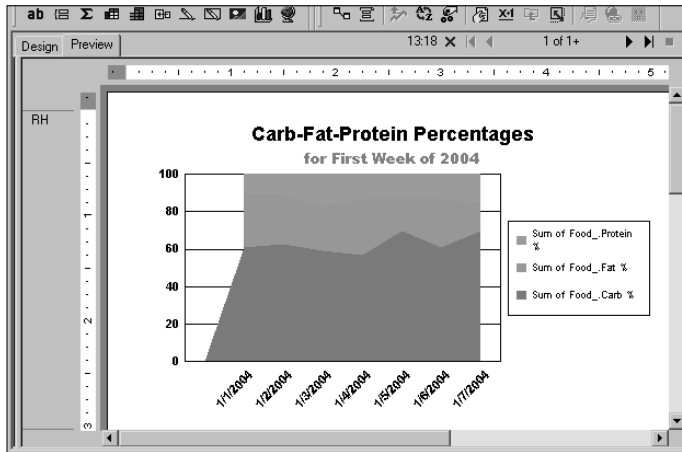 ab
X+1
Design Preview 13:18 1 of 1+
1 2 3 4 5
RH
1
2
3
Carb-Fat-Protein Percentages
for First Week of 2004
100
80
60
40
20
0
1/1/2004 1/2/2004 1/3/2004 1/4/2004 1/5/2004 1/6/2004 1/7/2004
Sum of Food_.Protein
%
Sum of Food_.Fat %
Sum of Food_.Carb %